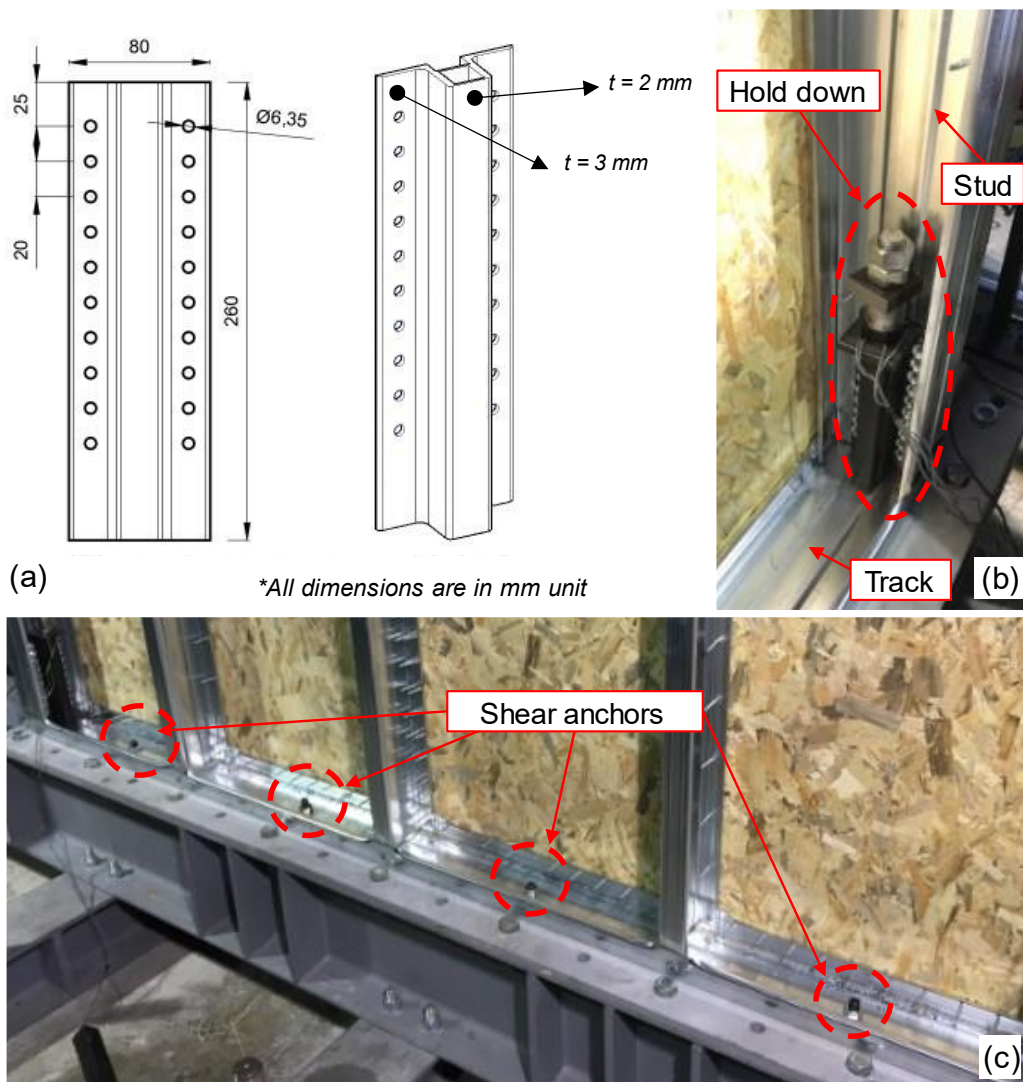 80
25
Ø6,35
20
260
t = 2 mm
t = 3 mm
(a)
*All dimensions are in mm unit
Hold down
Stud
Track
(b)
Shear anchors
(c)